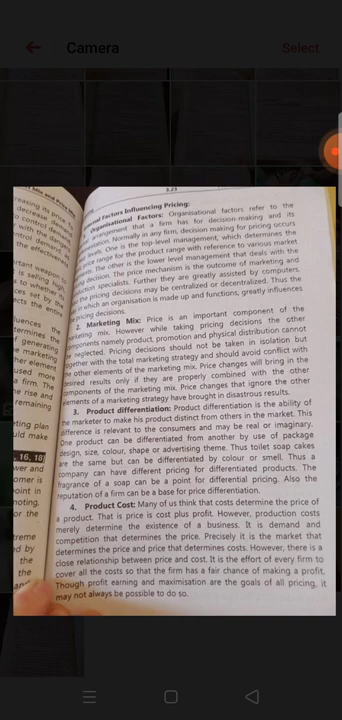 Camera
Select
3.23
Factors Influencing Pricing:
Organisational Factors: Organisational factors refer to the
arrangement that a firm has for decision-making and its
Normally in any firm, decision making for pricing occurs
levels. One is the top level management, which determines the
price range for the product range with reference to various market
The other is the lower level management that deals with the
decision. The price mechanism is the outcome of marketing and
specialists. Further they are greatly assisted by computers,
the pricing decisions may be centralized or decentralized. Thus the
in which an organisation is made up and functions, greatly influences
pricing decisions.
2. Marketing Mix: Price is an important component of the
marketing mix. However while taking pricing decisions the other
components namely product, promotion and physical distribution cannot
be neglected. Pricing decisions should not be taken in isolation but
together with the total marketing strategy and should avoid conflict with
the other elements of the marketing mix. Price changes will bring in the
desired results only if they are properly combined with the other
components of the marketing mix. Price changes that ignore the other
elements of a marketing strategy have brought in disastrous results.
3. Product differentiation: Product differentiation is the ability of
the marketer to make his product distinct from others in the market. This
difference is relevant to the consumers and may be real or imaginary.
One product can be differentiated from another by use of package
design, size, colour, shape or advertising theme. Thus toilet soap cakes
are the same but can be differentiated by colour or smell. Thus a
company can have different pricing for differentiated products. The
fragrance of a soap can be a point for differential pricing. Also the
reputation of a firm can be a base for price differentiation.
4. Product Cost: Many of us think that costs determine the price of
a product. That is price is cost plus profit. However, production costs
merely determine the existence of a business. It is demand and
competition that determines the price. Precisely it is the market that
determines the price and price that determines costs. However, there is a
close relationship between price and cost. It is the effort of every firm to
cover all the costs so that the firm has a fair chance of making a profit.
Though profit earning and maximisation are the goals of all pricing, it
may not always be possible to do so.